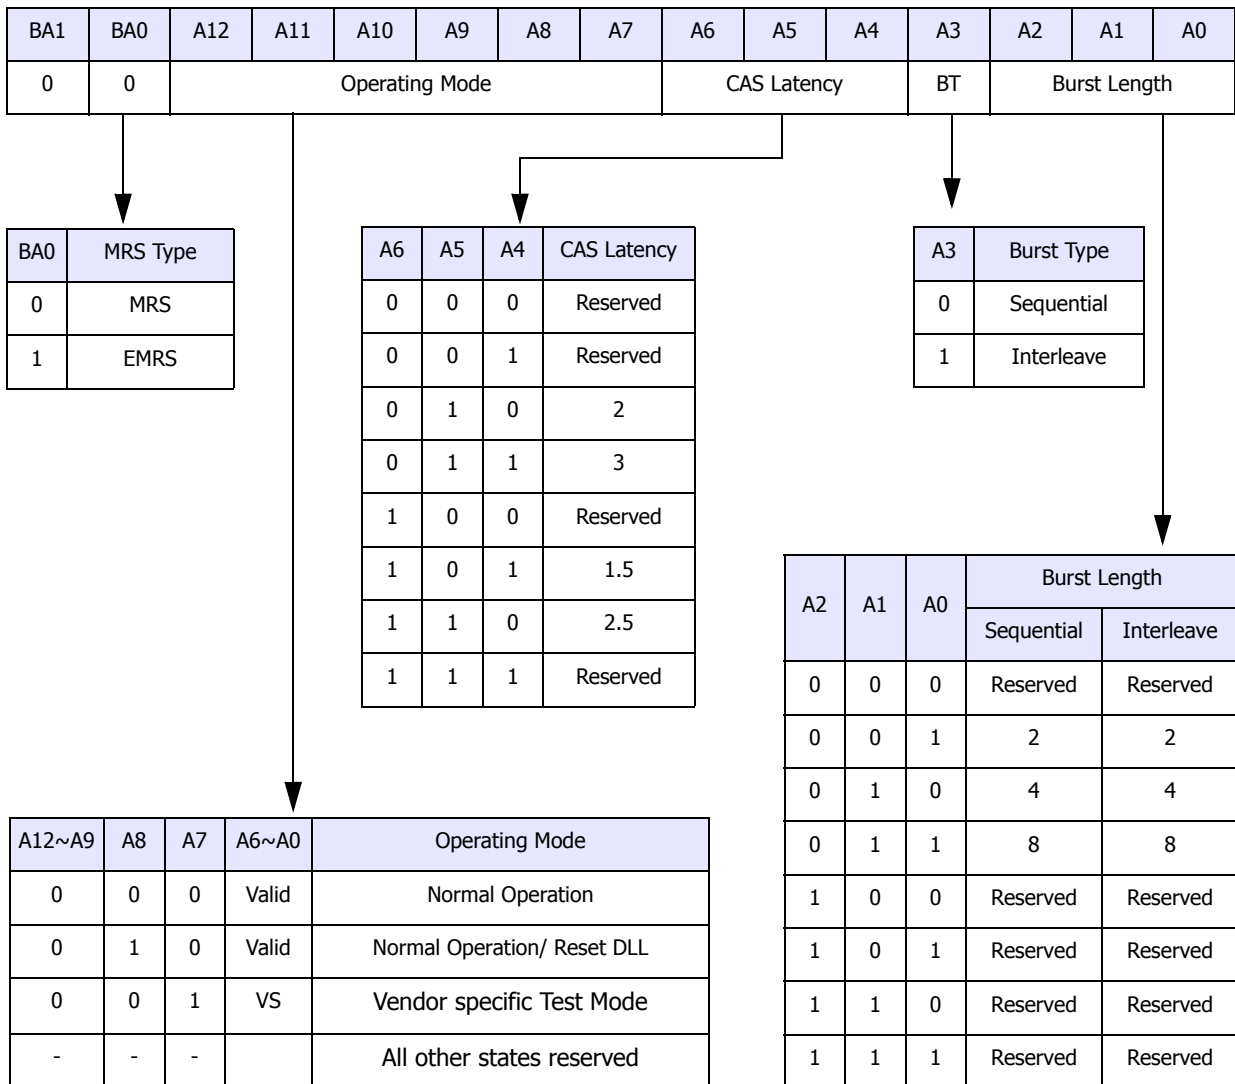 BA1 BA0 A12 A11 A10 A9 A8 A7 A6 A5 A4 A3 A2 A1 A0
0 0 Operating Mode CAS Latency BT Burst Length
BA0 MRS Type
0 MRS
1 EMRS
A6 A5 A4 CAS Latency
0 0 0 Reserved
0 0 1 Reserved
0 1 0 2
0 1 1 3
1 0 0 Reserved
1 0 1 1.5
1 1 0 2.5
1 1 1 Reserved
A3 Burst Type
0 Sequential
1 Interleave
A12~A9 A8 A7 A6~A0 Operating Mode
0 0 0 Valid Normal Operation
0 1 0 Valid Normal Operation/ Reset DLL
0 0 1 VS Vendor specific Test Mode
- - - All other states reserved
A2 A1 A0 Burst Length
Sequential Interleave
0 0 0 Reserved Reserved
0 0 1 2 2
0 1 0 4 4
0 1 1 8 8
1 0 0 Reserved Reserved
1 0 1 Reserved Reserved
1 1 0 Reserved Reserved
1 1 1 Reserved Reserved